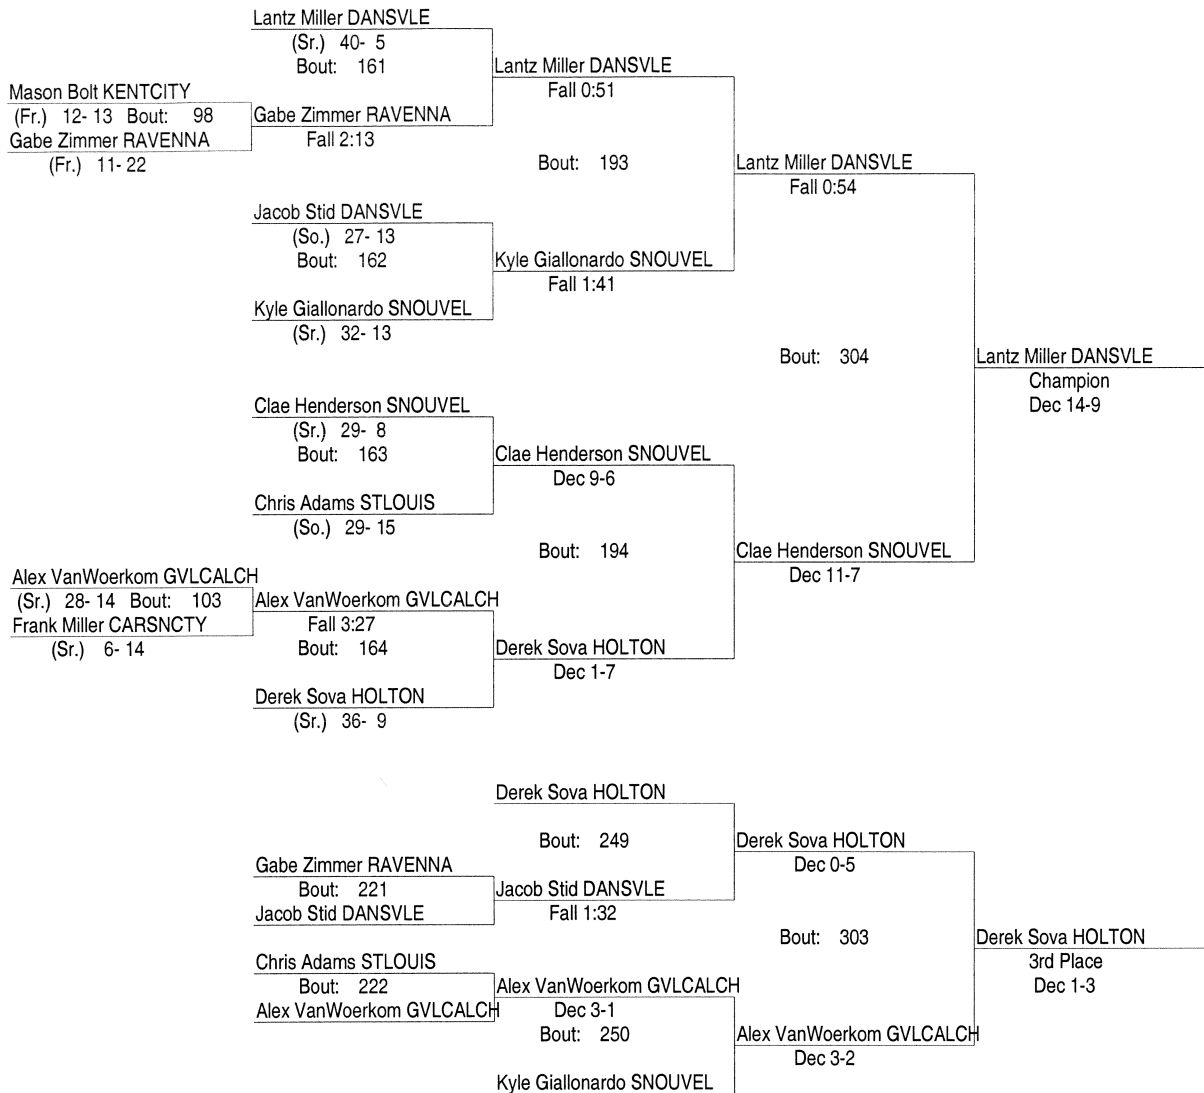 Lantz Miller DANSVLE
(Sr.) 40- 5
Bout: 161
Lantz Miller DANSVLE
Fall 0:51
Mason Bolt KENTCITY
(Fr.) 12- 13 Bout: 98
Gabe Zimmer RAVENNA
(Fr.) 11- 22
Gabe Zimmer RAVENNA
Fall 2:13
Bout: 193
Lantz Miller DANSVLE
Fall 0:54
Jacob Stid DANSVLE
(So.) 27- 13
Bout: 162
Kyle Giallonardo SNOUVEL
Fall 1:41
Kyle Giallonardo SNOUVEL
(Sr.) 32- 13
Bout: 304
Lantz Miller DANSVLE
Champion
Dec 14-9
Clae Henderson SNOUVEL
(Sr.) 29- 8
Bout: 163
Clae Henderson SNOUVEL
Dec 9-6
Chris Adams STLOUIS
(So.) 29- 15
Bout: 194
Clae Henderson SNOUVEL
Dec 11-7
Alex VanWoerkom GVLCALCH
(Sr.) 28- 14 Bout: 103
Frank Miller CARSNCTY
(Sr.) 6- 14
Alex VanWoerkom GVLCALCH
Fall 3:27
Bout: 164
Derek Sova HOLTON
Dec 1-7
Derek Sova HOLTON
(Sr.) 36- 9
Derek Sova HOLTON
Bout: 249
Derek Sova HOLTON
Dec 0-5
Gabe Zimmer RAVENNA
Bout: 221
Jacob Stid DANSVLE
Jacob Stid DANSVLE
Fall 1:32
Bout: 303
Derek Sova HOLTON
3rd Place
Dec 1-3
Chris Adams STLOUIS
Bout: 222
Alex VanWoerkom GVLCALCH
Alex VanWoerkom GVLCALCH
Dec 3-1
Bout: 250
Alex VanWoerkom GVLCALCH
Dec 3-2
Kyle Giallonardo SNOUVEL